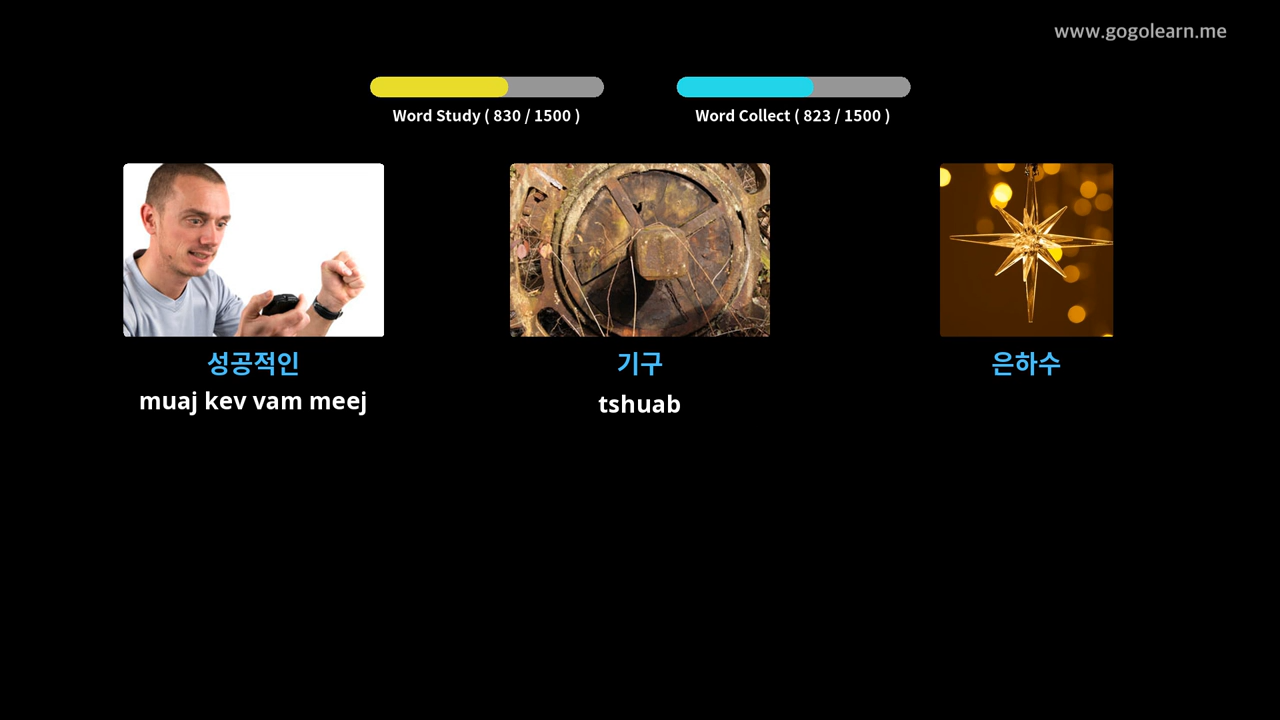 www.gogolearn.me
Word Study ( 830 / 1500 )
Word Collect ( 823 / 1500 )
성공적인
기구
은하수
muaj kev vam meej
tshuab